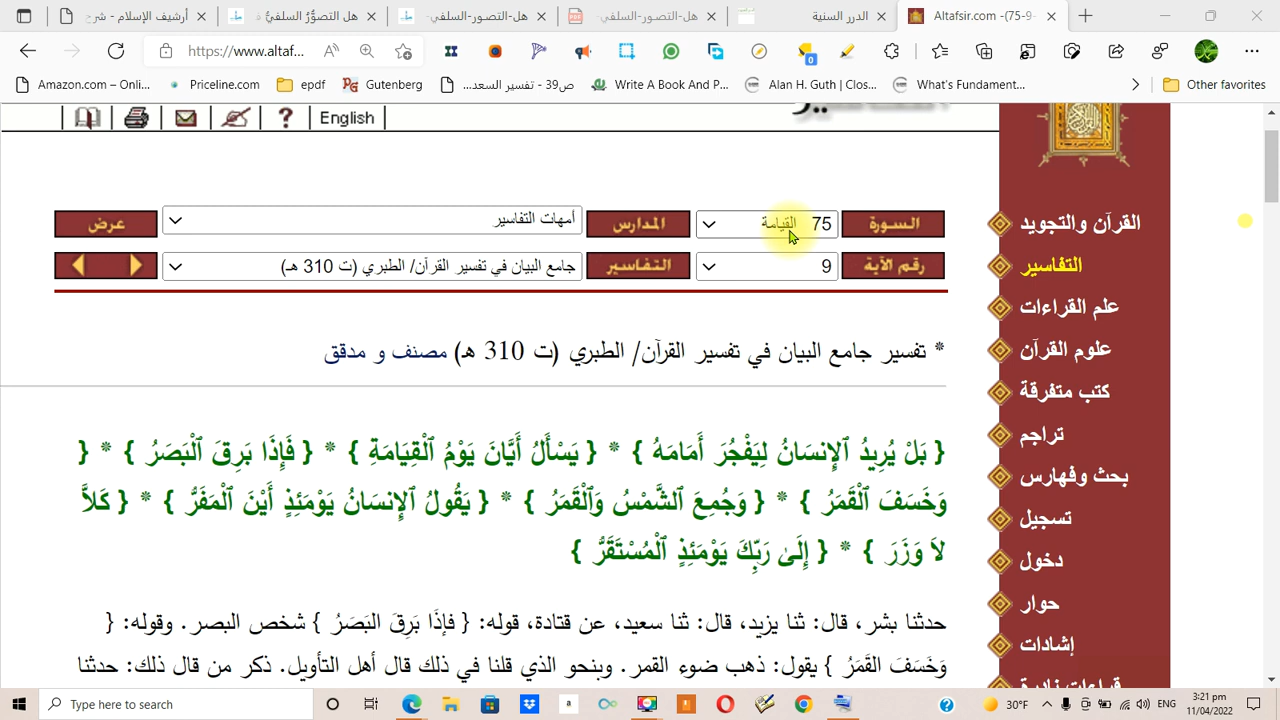 أرشيف الإسلام - شرح
هل التصوُّرُ السلفيُّ
هل-التصور-السلفي-
هل-التصور-السلفي-
الدرر السنية
Altafsir.com -(75-9-
https://www.altaf...
Amazon.com – Onli...
Priceline.com
epdf
Gutenberg
ص39 - تفسير السعد...
Write A Book And P...
Alan H. Guth | Clos...
What's Fundament...
Other favorites
English
السورة
75 القيامة
المدارس
أمهات التفاسير
عرض
رقم الآية
9
التفاسير
جامع البيان في تفسير القرآن/ الطبري (ت 310 هـ)
* تفسير جامع البيان في تفسير القرآن/ الطبري (ت 310 هـ) مصنف و مدقق
{ بَلْ يُرِيدُ ٱلإِنسَانُ لِيَفْجُرَ أَمَامَهُ } * { يَسْأَلُ أَيَّانَ يَوْمُ ٱلْقِيَامَةِ } * { فَإِذَا بَرِقَ ٱلْبَصَرُ } * {
وَخَسَفَ ٱلْقَمَرُ } * { وَجُمِعَ ٱلشَّمْسُ وَٱلْقَمَرُ } * { يَقُولُ ٱلإِنسَانُ يَوْمَئِذٍ أَيْنَ ٱلْمَفَرُّ } * { كَلاَّ
لاَ وَزَرَ } * { إِلَىٰ رَبِّكَ يَوْمَئِذٍ ٱلْمُسْتَقَرُّ }
حدثنا بشر، قال: ثنا يزيد، قال: ثنا سعيد، عن قتادة، قوله: { فإذَا بَرِقَ البَصَرُ } شخص البصر. وقوله: {
وَخَسَفَ القَمَرُ } يقول: ذهب ضوء القمر. وبنحو الذي قلنا في ذلك قال أهل التأويل. ذكر من قال ذلك: حدثنا
القرآن والتجويد
التفاسير
علم القراءات
علوم القرآن
كتب متفرقة
تراجم
بحث وفهارس
تسجيل
دخول
حوار
إشادات
قراءات نادرة
Type here to search
30°F
ENG
3:21 pm
11/04/2022